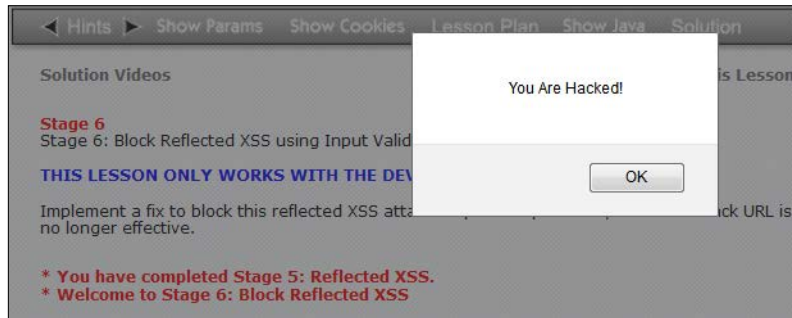 Hints Show Params Show Cookies Lesson Plan Show Java Solution
Solution Videos
is Lesson
You Are Hacked!
OK
Stage 6
Stage 6: Block Reflected XSS using Input Valid
THIS LESSON ONLY WORKS WITH THE DEV
Implement a fix to block this reflected XSS atta ck URL is
no longer effective.
* You have completed Stage 5: Reflected XSS.
* Welcome to Stage 6: Block Reflected XSS